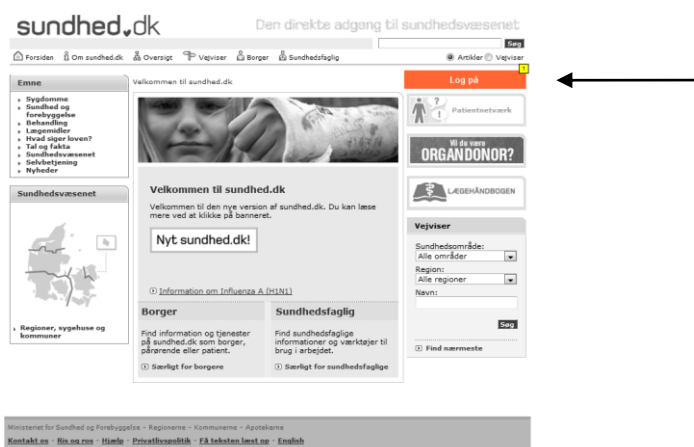 sundhed.dk
Den direkte adgang til sundhedsvæsenet
Søg
Forsiden Om sundhed.dk Oversigt Vejviser Borger Sundhedsfaglig
Artikler Vejviser
Emne
Sygdomme
Sundhed og
forebyggelse
Behandling
Lægemidler
Hvad siger loven?
Tal og fakta
Sundhedsvæsenet
Selvbetjening
Nyheder
Sundhedsvæsenet
Regioner, sygehuse og
kommuner
Velkommen til sundhed.dk
Velkommen til sundhed.dk
Velkommen til den nye version af sundhed.dk. Du kan læse
mere ved at klikke på banneret.
Nyt sundhed.dk!
Information om Influenza A (H1N1)
Borger
Find information og tjenester
på sundhed.dk som borger,
pårørende eller patient.
Særligt for borgere
Sundhedsfaglig
Find sundhedsfaglige
informationer og værktøjer til
brug i arbejdet.
Særligt for sundhedsfaglige
Log på
?
!
Patientnetværk
Vil du være
ORGANDONOR?
LÆGEHÅNDBOGEN
Vejviser
Sundhedsområde:
Alle områder
Region:
Alle regioner
Navn:
Søg
Find nærmeste
Ministeriet for Sundhed og Forebyggelse - Regionerne - Kommunerne - Apotekerne
Kontakt os - Ris og ros - Hjælp - Privatlivspolitik - Få teksten læst op - English